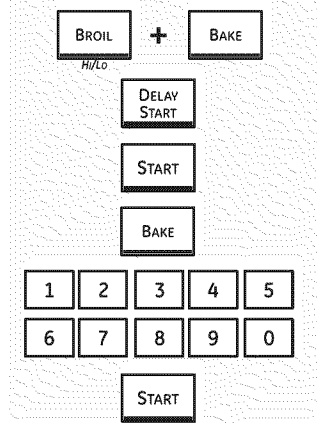 BROIL + BAKE
Hi/Lo
DELAY
START
START
BAKE
1 2 3 4 5
6 7 8 9 0
START